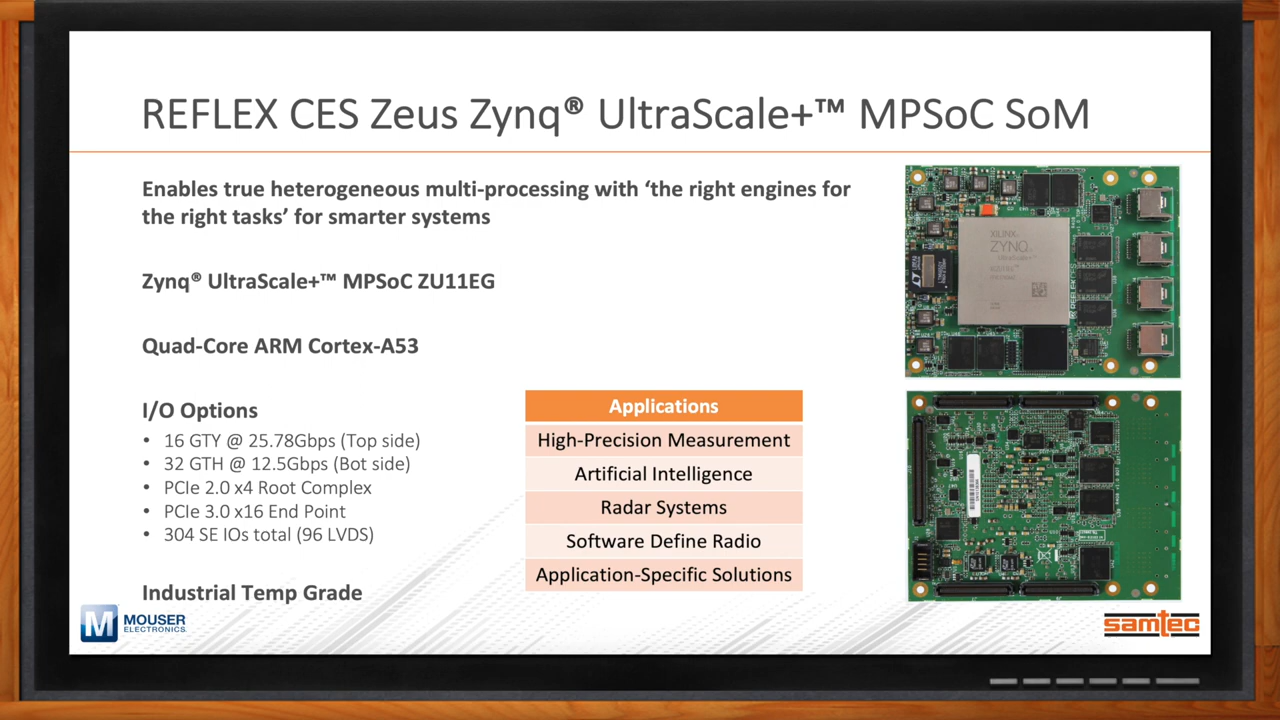 REFLEX CES Zeus Zynq® UltraScale+™ MPSoC SoM
Enables true heterogeneous multi-processing with ‘the right engines for
the right tasks’ for smarter systems
Zynq® UltraScale+™ MPSoC ZU11EG
Quad-Core ARM Cortex-A53
I/O Options
• 16 GTY @ 25.78Gbps (Top side)
• 32 GTH @ 12.5Gbps (Bot side)
• PCIe 2.0 x4 Root Complex
• PCIe 3.0 x16 End Point
• 304 SE IOs total (96 LVDS)
Industrial Temp Grade
Applications
High-Precision Measurement
Artificial Intelligence
Radar Systems
Software Define Radio
Application-Specific Solutions
XILINX
ZYNQ
UltraScale+
M MOUSER
ELECTRONICS
samtec